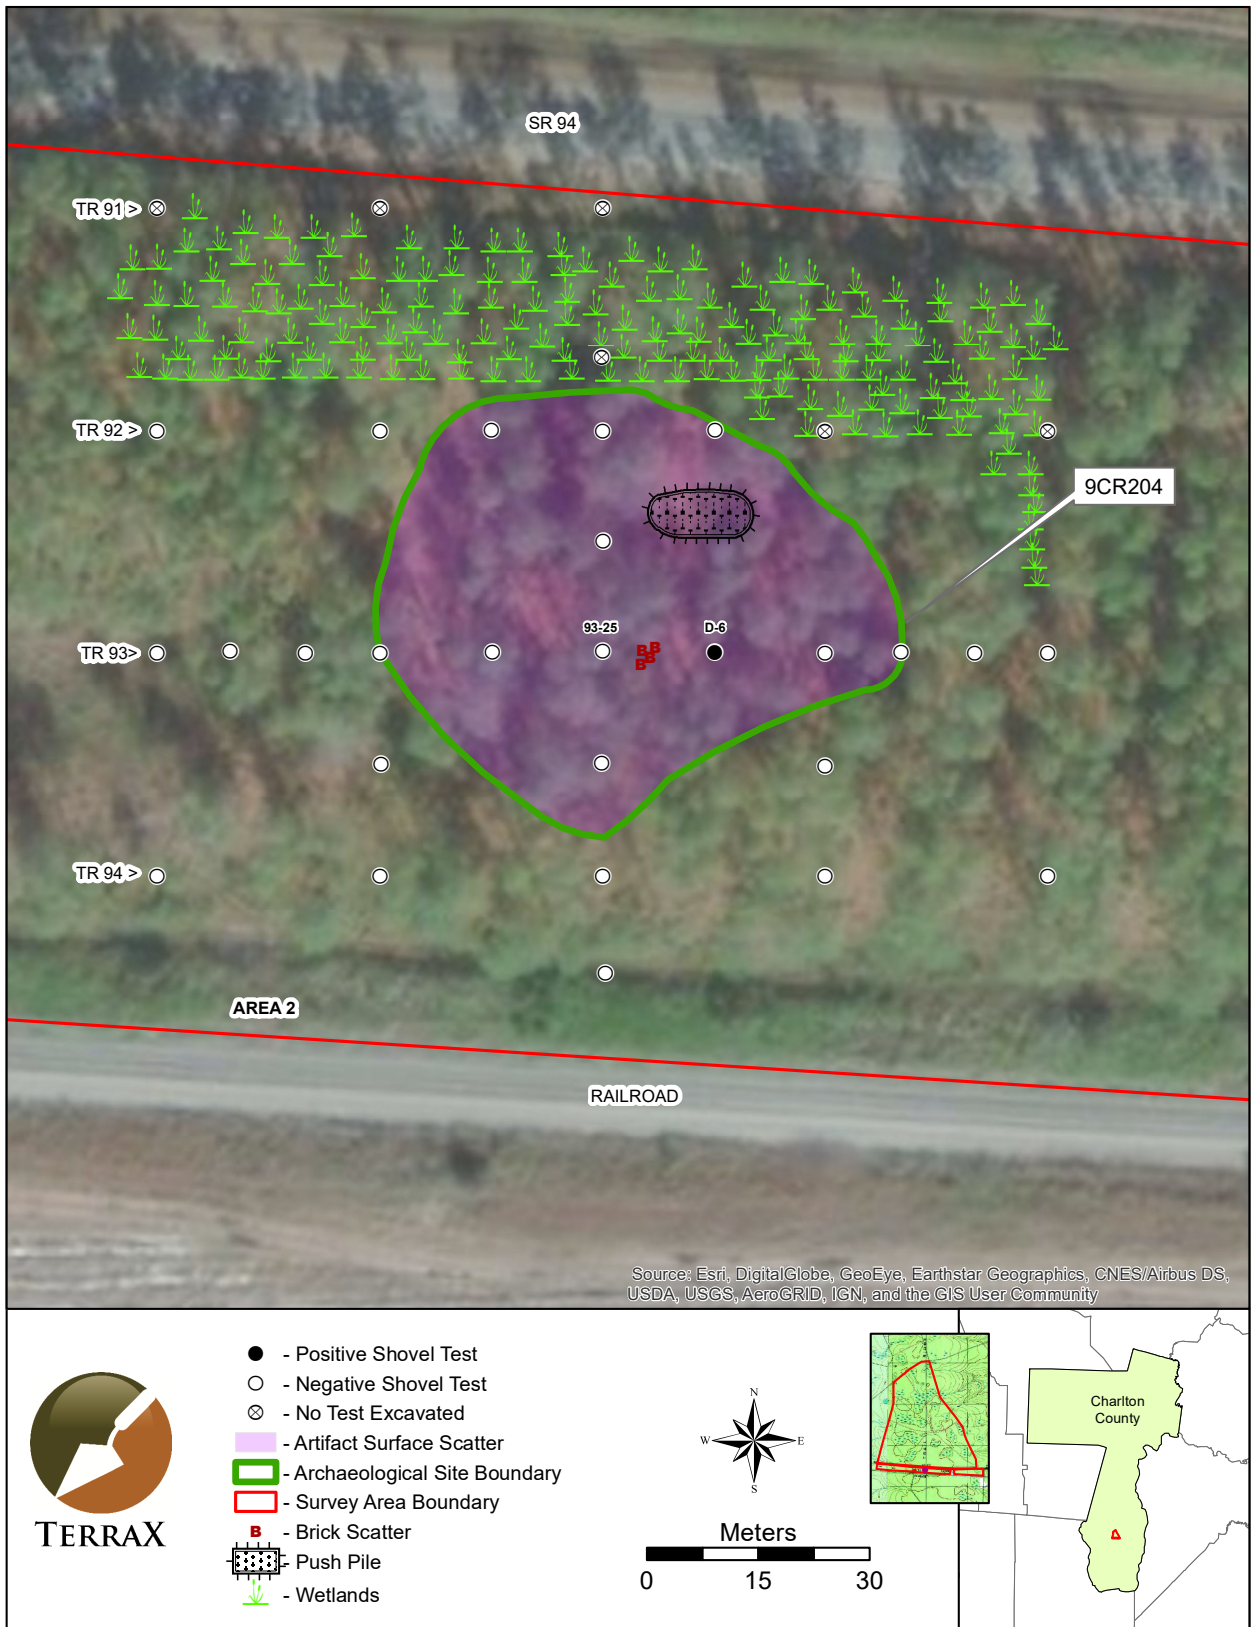 SR 94
TR 91 >
TR 92 >
9CR204
93-25
D-6
TR 93>
B B
B
B
TR 94 >
AREA 2
RAILROAD
Source: Esri, DigitalGlobe, GeoEye, Earthstar Geographics, CNES/Airbus DS,
USDA, USGS, AeroGRID, IGN, and the GIS User Community
- Positive Shovel Test
- Negative Shovel Test
- No Test Excavated
- Artifact Surface Scatter
- Archaeological Site Boundary
- Survey Area Boundary
B - Brick Scatter
- Push Pile
- Wetlands
TERRAX
N
W E
S
Meters
0 15 30
Charlton
County